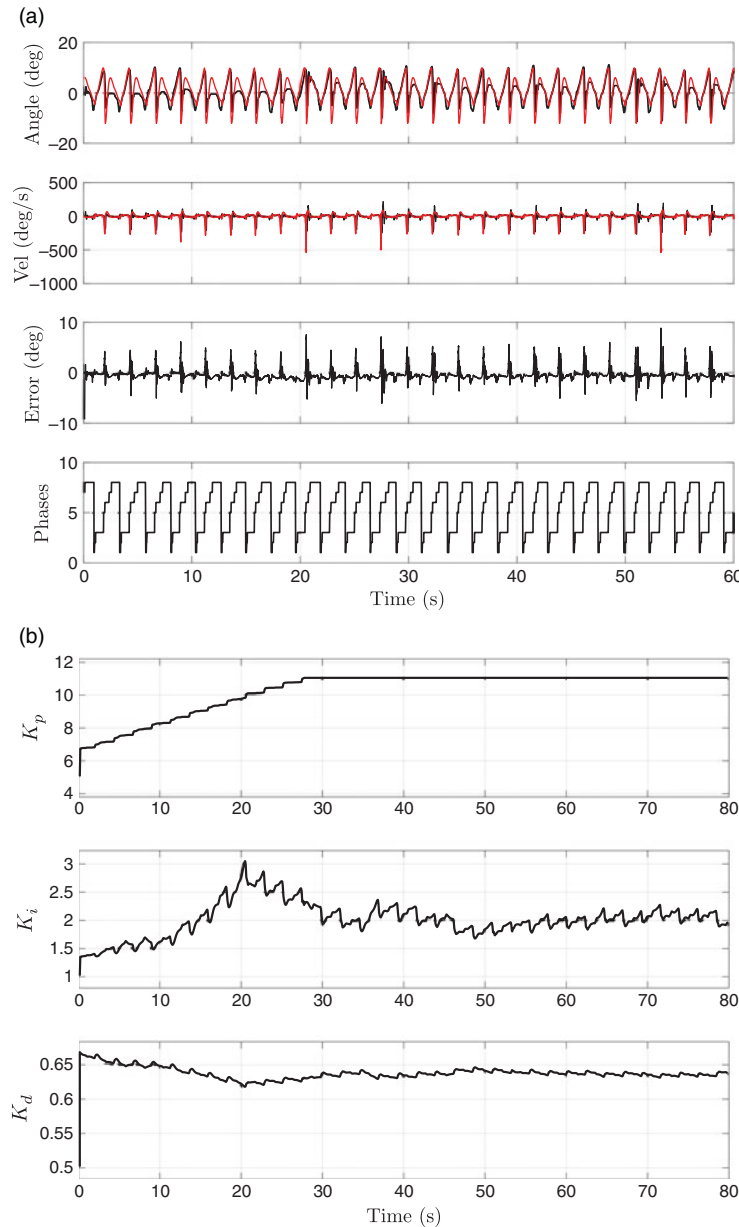 (a)
20
0
−20
Angle (deg)
500
0
−500
−1000
Vel (deg/s)
10
0
−10
Error (deg)
10
5
0
Phases
0 10 20 30 40 50 60
Time (s)
(b)
12
10
8
6
4
Kp
0 10 20 30 40 50 60 70 80
3
2.5
2
1.5
1
Ki
0 10 20 30 40 50 60 70 80
0.65
0.6
0.55
0.5
Kd
0 10 20 30 40 50 60 70 80
Time (s)